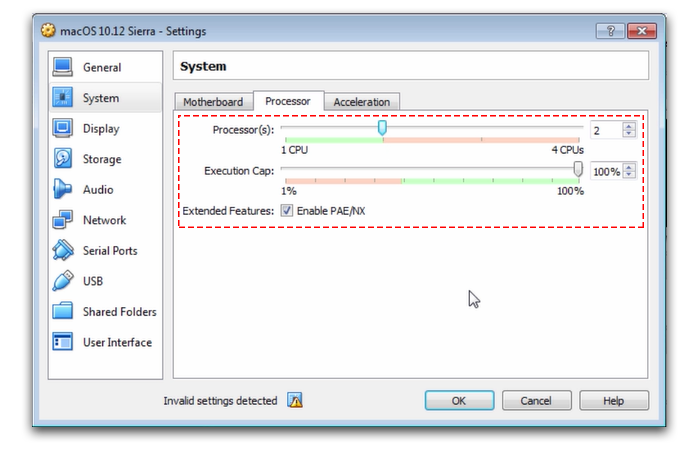 macOS 10.12 Sierra - Settings
General
System
Display
Storage
Audio
Network
Serial Ports
USB
Shared Folders
User Interface
System
Motherboard Processor Acceleration
Processor(s): 2
1 CPU 4 CPUs
Execution Cap: 100%
1% 100%
Extended Features: Enable PAE/NX
Invalid settings detected
OK Cancel Help